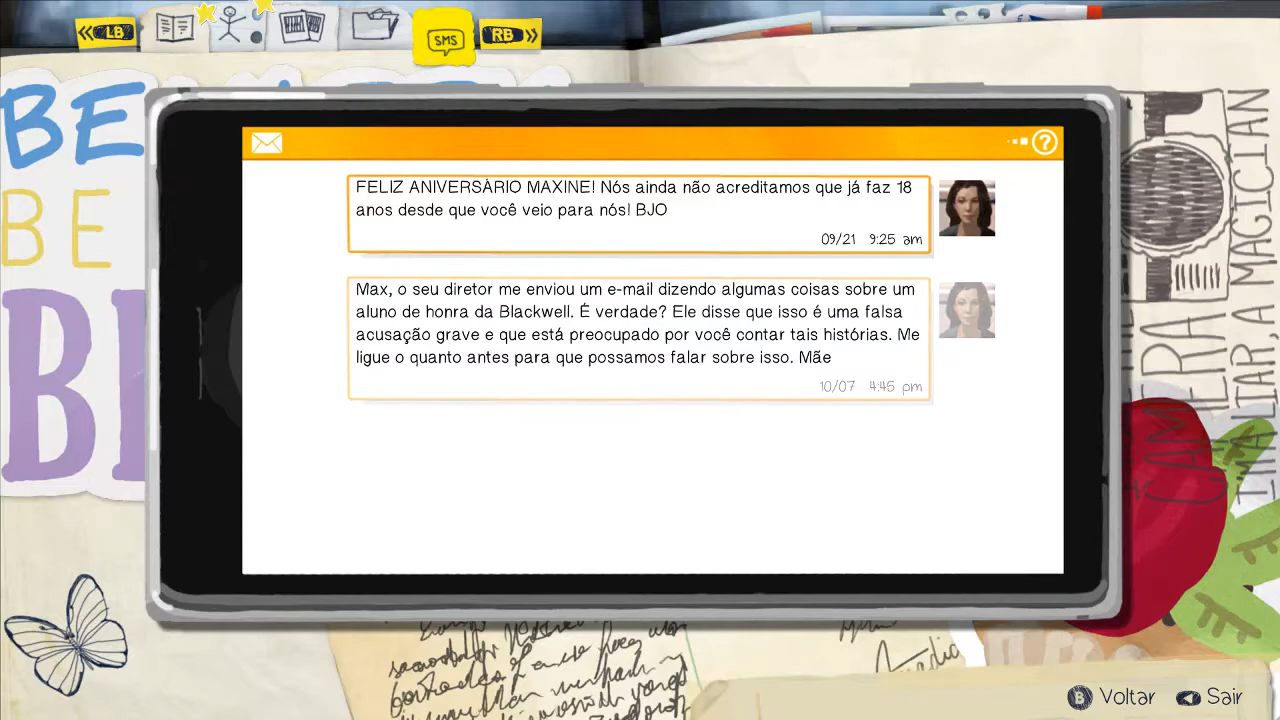 LB
SMS
RB
BE
BE
FELIZ ANIVERSÁRIO MAXINE! Nós ainda não acreditamos que já faz 18
anos desde que você veio para nós! BJO
09/21 9:25 am
Max, o seu diretor me enviou um e-mail dizendo algumas coisas sobre um
aluno de honra da Blackwell. É verdade? Ele disse que isso é uma falsa
acusação grave e que está preocupado por você contar tais histórias. Me
ligue o quanto antes para que possamos falar sobre isso. Mãe
10/07 4:45 pm
?
CÂMERA
MAGICIAN
B Voltar
Sair